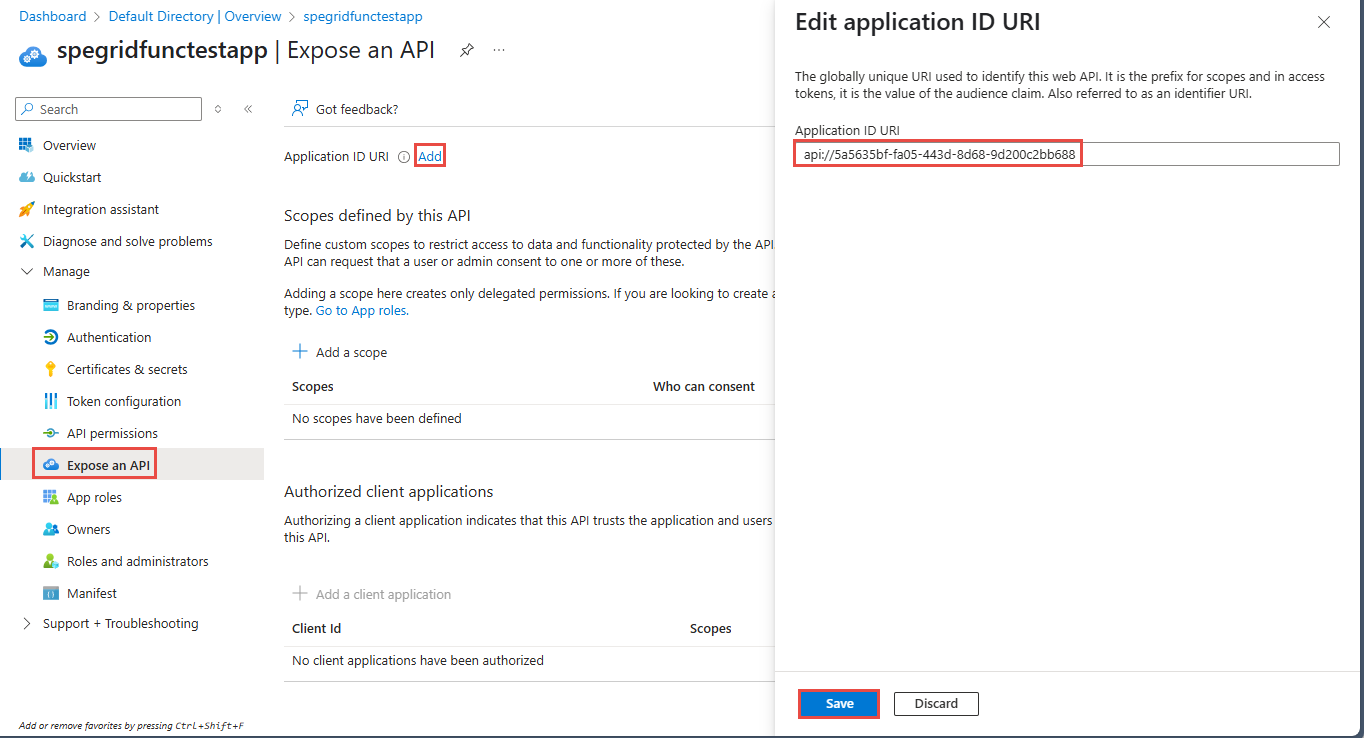 Dashboard > Default Directory | Overview > spegridfunctestapp
spegridfunctestapp | Expose an API ...
Search
Overview
Quickstart
Integration assistant
Diagnose and solve problems
Manage
Branding & properties
Authentication
Certificates & secrets
Token configuration
API permissions
Expose an API
App roles
Owners
Roles and administrators
Manifest
Support + Troubleshooting
Add or remove favorites by pressing Ctrl+Shift+F
Got feedback?
Application ID URI Add
Scopes defined by this API
Define custom scopes to restrict access to data and functionality protected by the API.
API can request that a user or admin consent to one or more of these.
Adding a scope here creates only delegated permissions. If you are looking to create a
type. Go to App roles.
Add a scope
Scopes Who can consent
No scopes have been defined
Authorized client applications
Authorizing a client application indicates that this API trusts the application and users
this API.
Add a client application
Client Id Scopes
No client applications have been authorized
Edit application ID URI
The globally unique URI used to identify this web API. It is the prefix for scopes and in access
tokens, it is the value of the audience claim. Also referred to as an identifier URI.
Application ID URI
api://5a5635bf-fa05-443d-8d68-9d200c2bb688
Save Discard